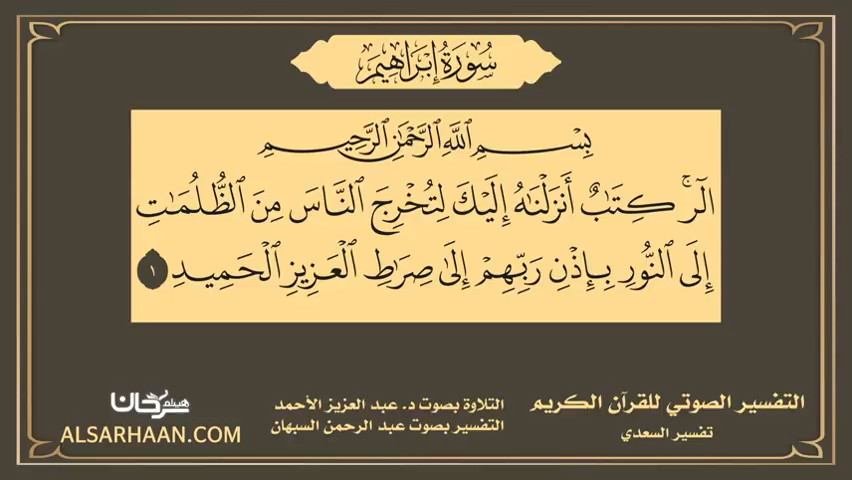 سُورَةُ إِبْرَاهِيمَ
بِسْمِ ٱللَّهِ ٱلرَّحْمَٰنِ ٱلرَّحِيمِ
الٓرۚ كِتَٰبٌ أَنزَلْنَٰهُ إِلَيْكَ لِتُخْرِجَ ٱلنَّاسَ مِنَ ٱلظُّلُمَٰتِ
إِلَى ٱلنُّورِ بِإِذْنِ رَبِّهِمْ إِلَىٰ صِرَٰطِ ٱلْعَزِيزِ ٱلْحَمِيدِ ١
التفسير الصوتي للقرآن الكريم
تفسير السعدي
التلاوة بصوت د. عبد العزيز الأحمد
التفسير بصوت عبد الرحمن السبهان
هيثم سرحان
ALSARHAAN.COM